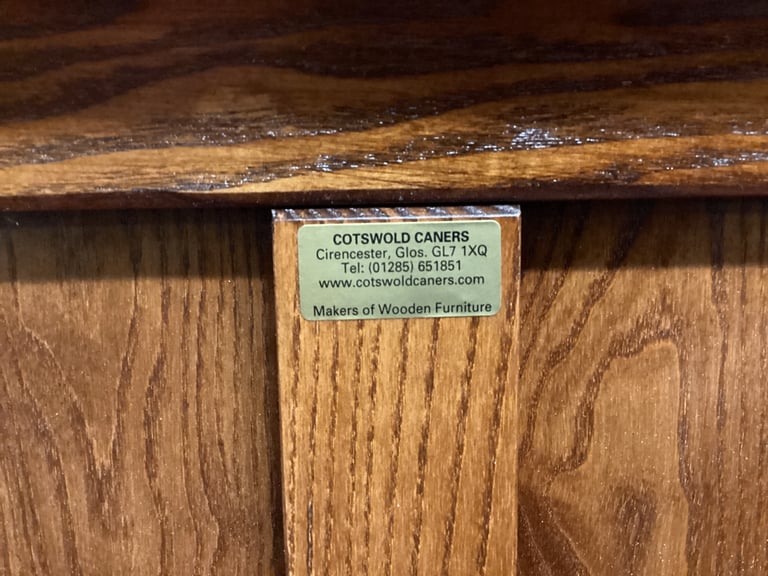 COTSWOLD CANERS
Cirencester, Glos. GL7 1XQ
Tel: (01285) 651851
www.cotswoldcaners.com
Makers of Wooden Furniture